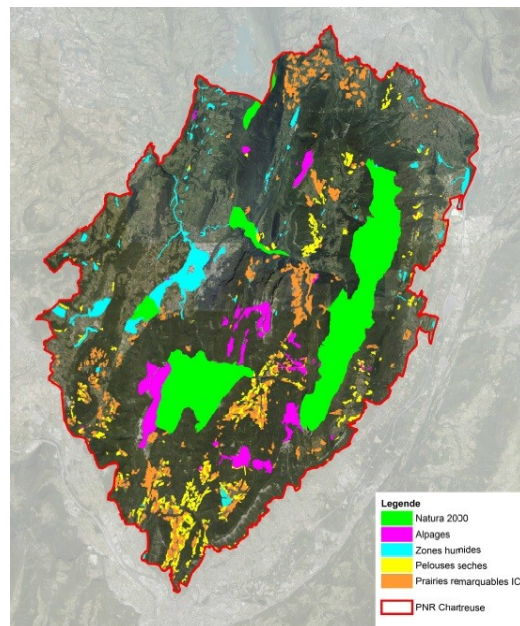 Legende
Natura 2000
Alpages
Zones humides
Pelouses seches
Prairies remarquables IC
PNR Chartreuse